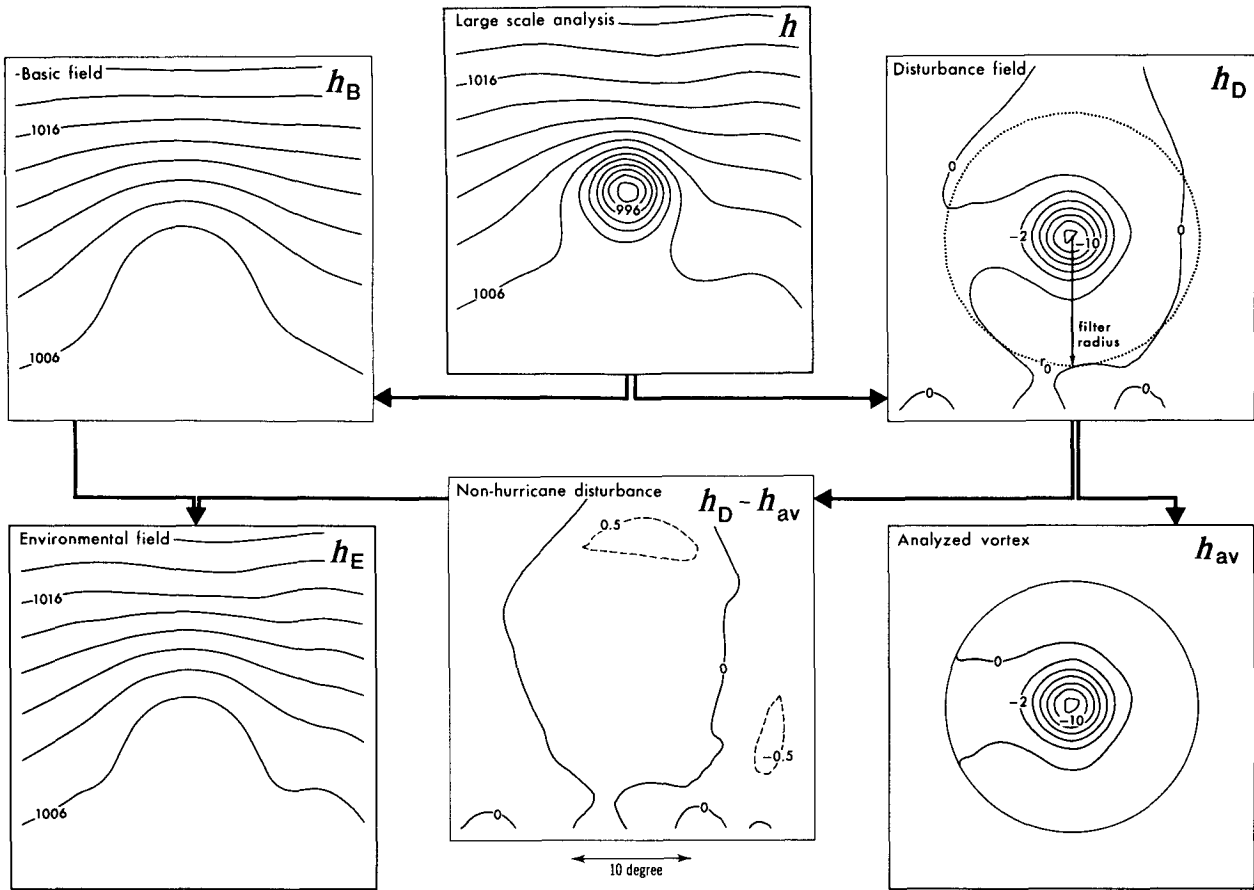 -Basic field
h_B
1016
1006
Large scale analysis
h
1016
996
1006
Disturbance field
h_D
0
0
-2
-10
filter
radius
r_0
0
0
Environmental field
h_E
1016
1006
Non-hurricane disturbance
h_D - h_av
0.5
0
-0.5
0
0
10 degree
Analyzed vortex
h_av
0
-2
-10